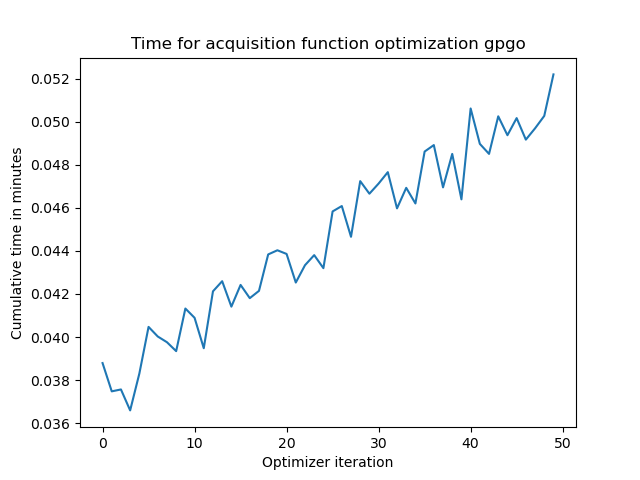 Time for acquisition function optimization gpgo
0.052
0.050
0.048
0.046
0.044
0.042
0.040
0.038
0.036
Cumulative time in minutes
0 10 20 30 40 50
Optimizer iteration